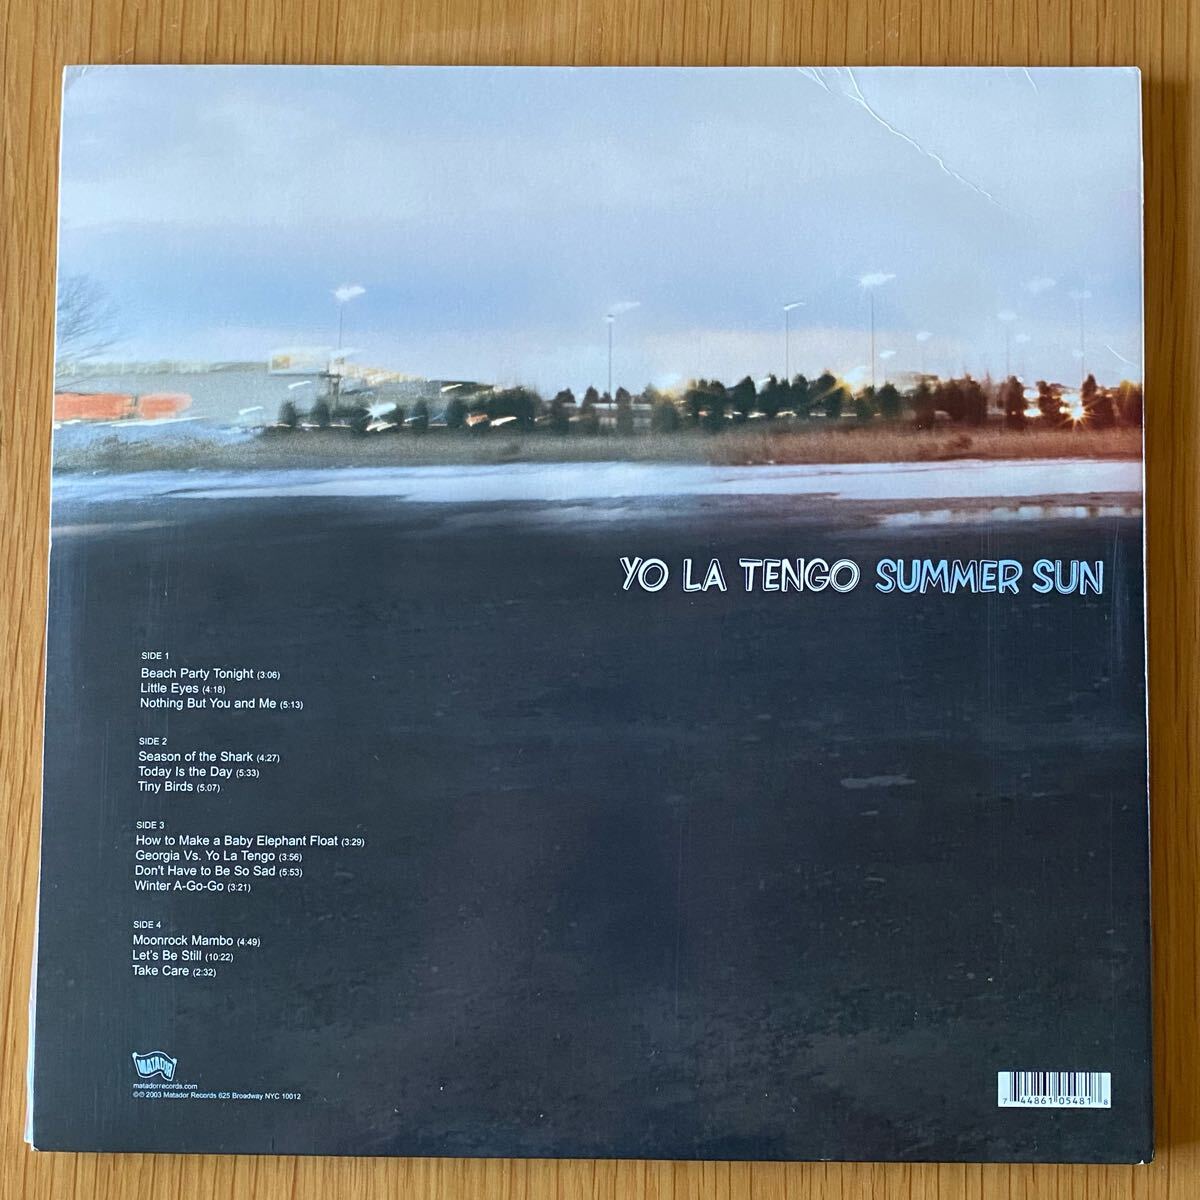 YO LA TENGO SUMMER SUN
SIDE 1
Beach Party Tonight (3:06)
Little Eyes (4:18)
Nothing But You and Me (5:13)
SIDE 2
Season of the Shark (4:27)
Today Is the Day (5:33)
Tiny Birds (5:07)
SIDE 3
How to Make a Baby Elephant Float (3:29)
Georgia Vs. Yo La Tengo (3:56)
Don't Have to Be So Sad (5:53)
Winter A-Go-Go (3:21)
SIDE 4
Moonrock Mambo (4:49)
Let's Be Still (10:22)
Take Care (2:32)
MATADOR
matadorrecords.com
©℗ 2003 Matador Records 625 Broadway NYC 10012
7 44861 05481 8